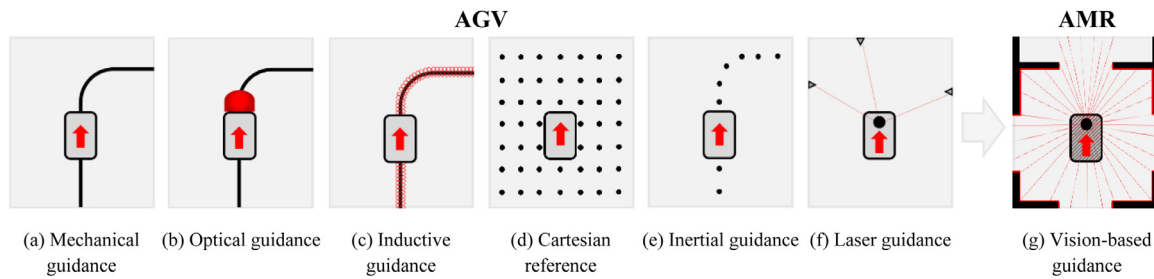 AGV
AMR
(a) Mechanical
guidance
(b) Optical guidance
(c) Inductive
guidance
(d) Cartesian
reference
(e) Inertial guidance
(f) Laser guidance
(g) Vision-based
guidance